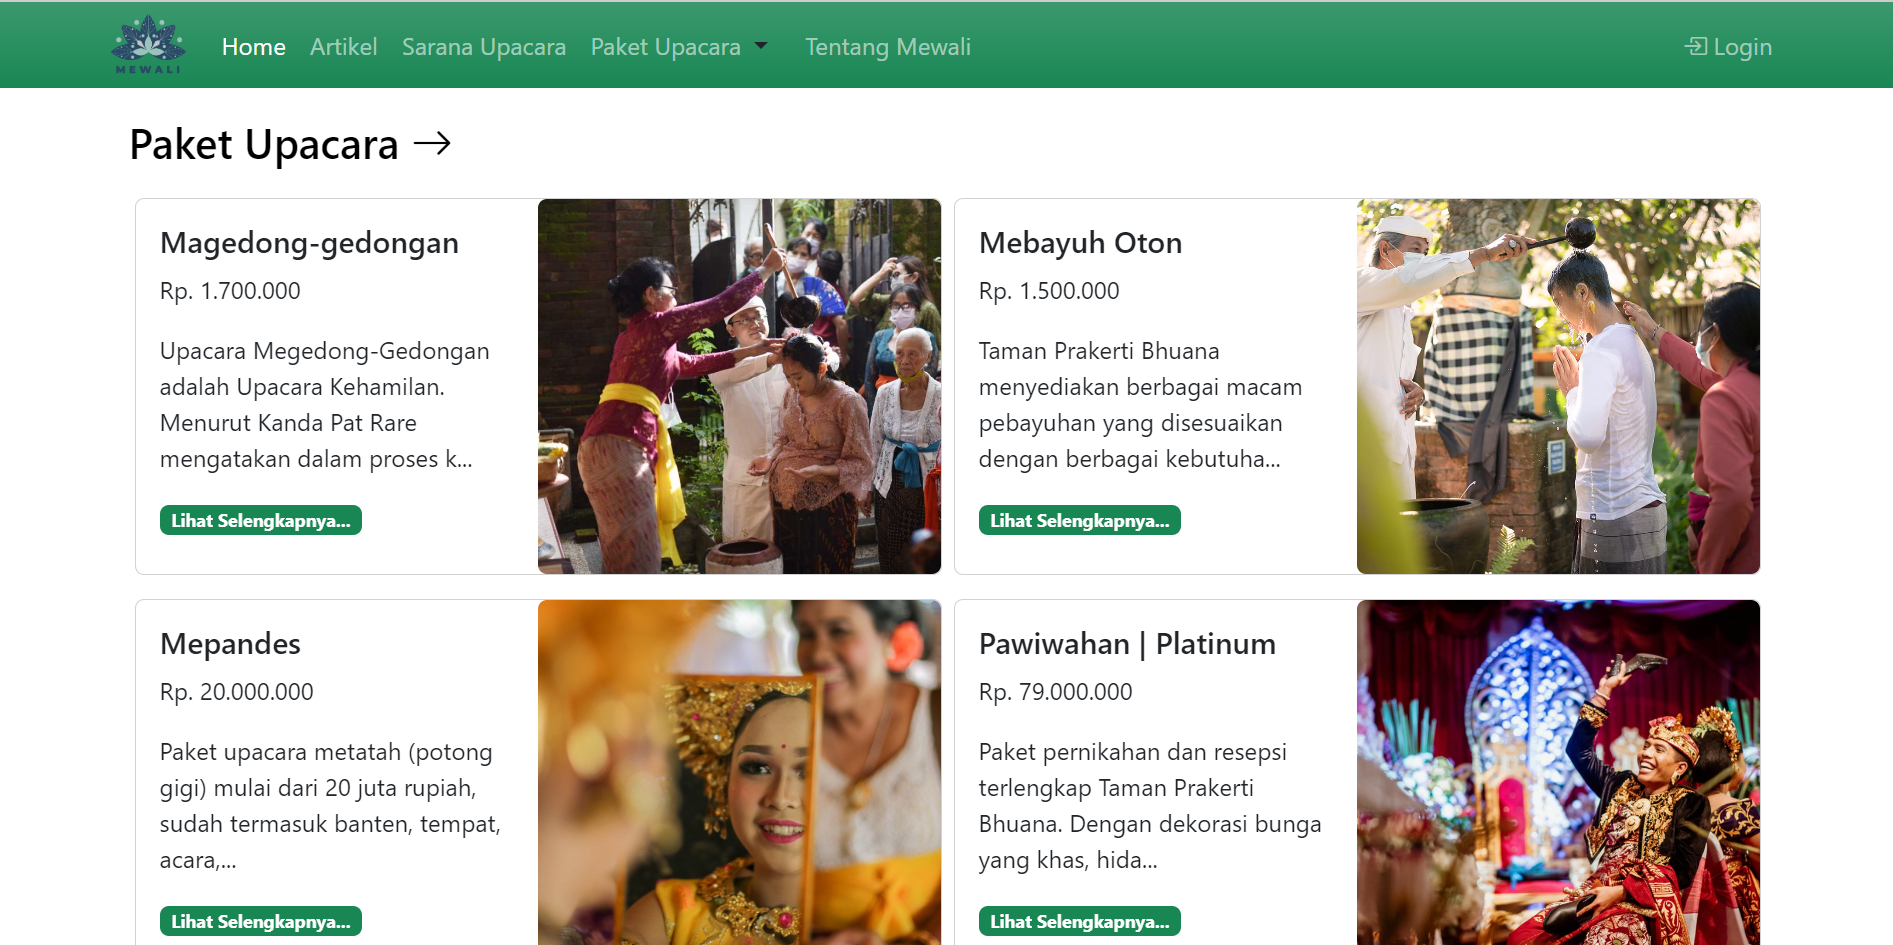 MEWALI
Home Artikel Sarana Upacara Paket Upacara Tentang Mewali Login
Paket Upacara →
Magedong-gedongan
Rp. 1.700.000
Upacara Megedong-Gedongan
adalah Upacara Kehamilan.
Menurut Kanda Pat Rare
mengatakan dalam proses k...
Lihat Selengkapnya...
Mebayuh Oton
Rp. 1.500.000
Taman Prakerti Bhuana
menyediakan berbagai macam
pebayuhan yang disesuaikan
dengan berbagai kebutuha...
Lihat Selengkapnya...
Mepandes
Rp. 20.000.000
Paket upacara metatah (potong
gigi) mulai dari 20 juta rupiah,
sudah termasuk banten, tempat,
acara,...
Lihat Selengkapnya...
Pawiwahan | Platinum
Rp. 79.000.000
Paket pernikahan dan resepsi
terlengkap Taman Prakerti
Bhuana. Dengan dekorasi bunga
yang khas, hida...
Lihat Selengkapnya...